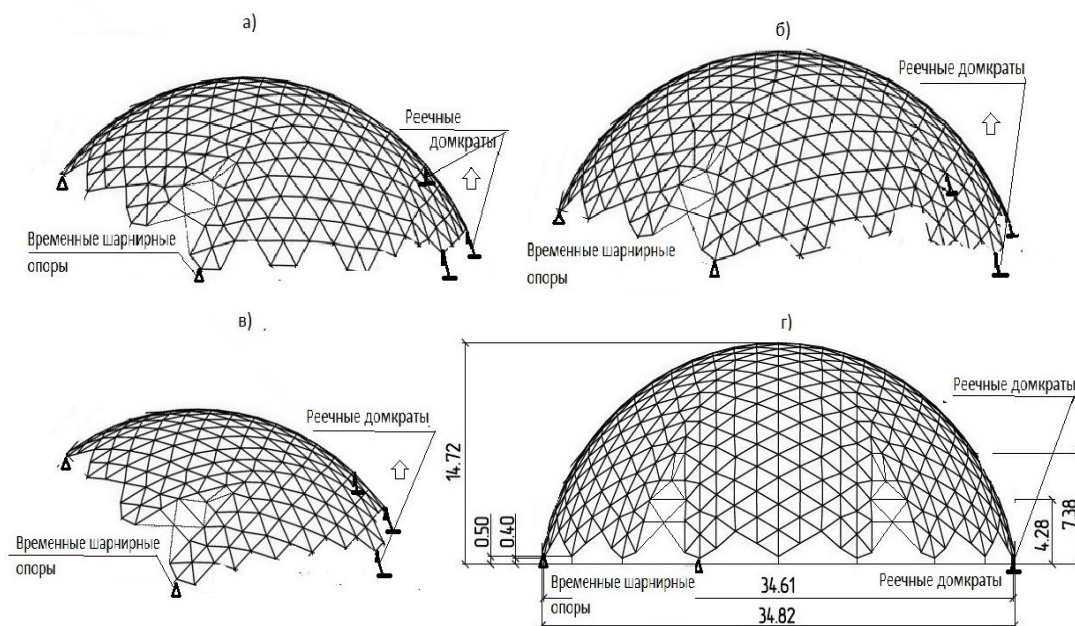 а)
Реечные
домкраты
Временные шарнирные
опоры
б)
Реечные домкраты
Временные шарнирные
опоры
в)
Реечные домкраты
Временные шарнирные
опоры
г)
Реечные домкраты
14.72
0.50
0.40
4.28
7.38
Временные шарнирные
опоры
34.61
Реечные домкраты
34.82